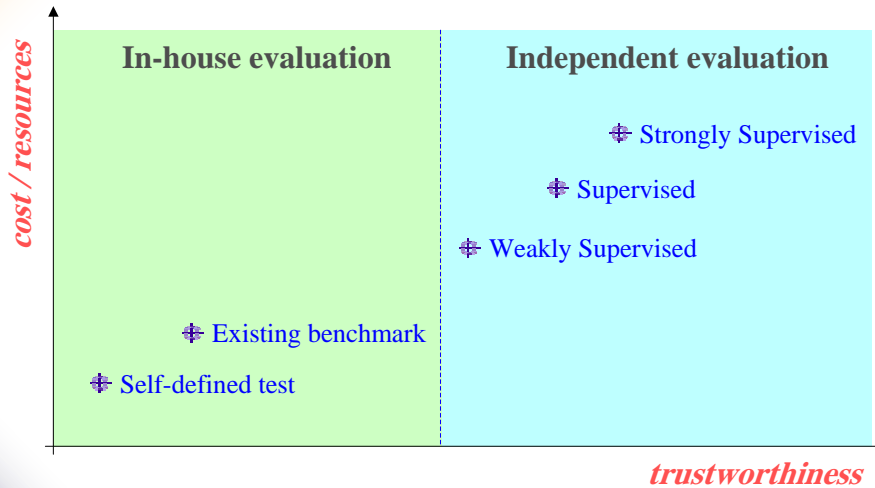 In-house evaluation
Independent evaluation
cost / resources
Strongly Supervised
Supervised
Weakly Supervised
Existing benchmark
Self-defined test
trustworthiness